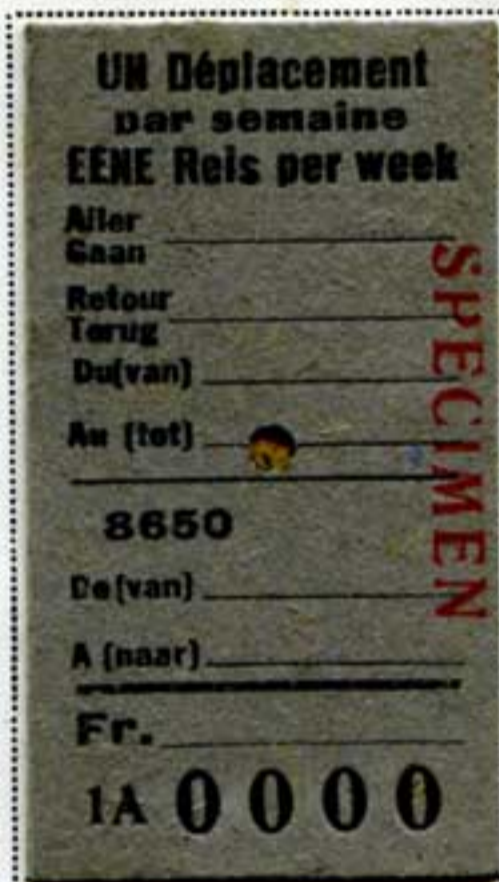 UN Déplacement
par semaine
EENE Reis per week
Aller
Gaan
Retour
Terug
Du(van)
Au (tot)
8650
De(van)
A (naar)
Fr.
1A 0000
SPECIMEN